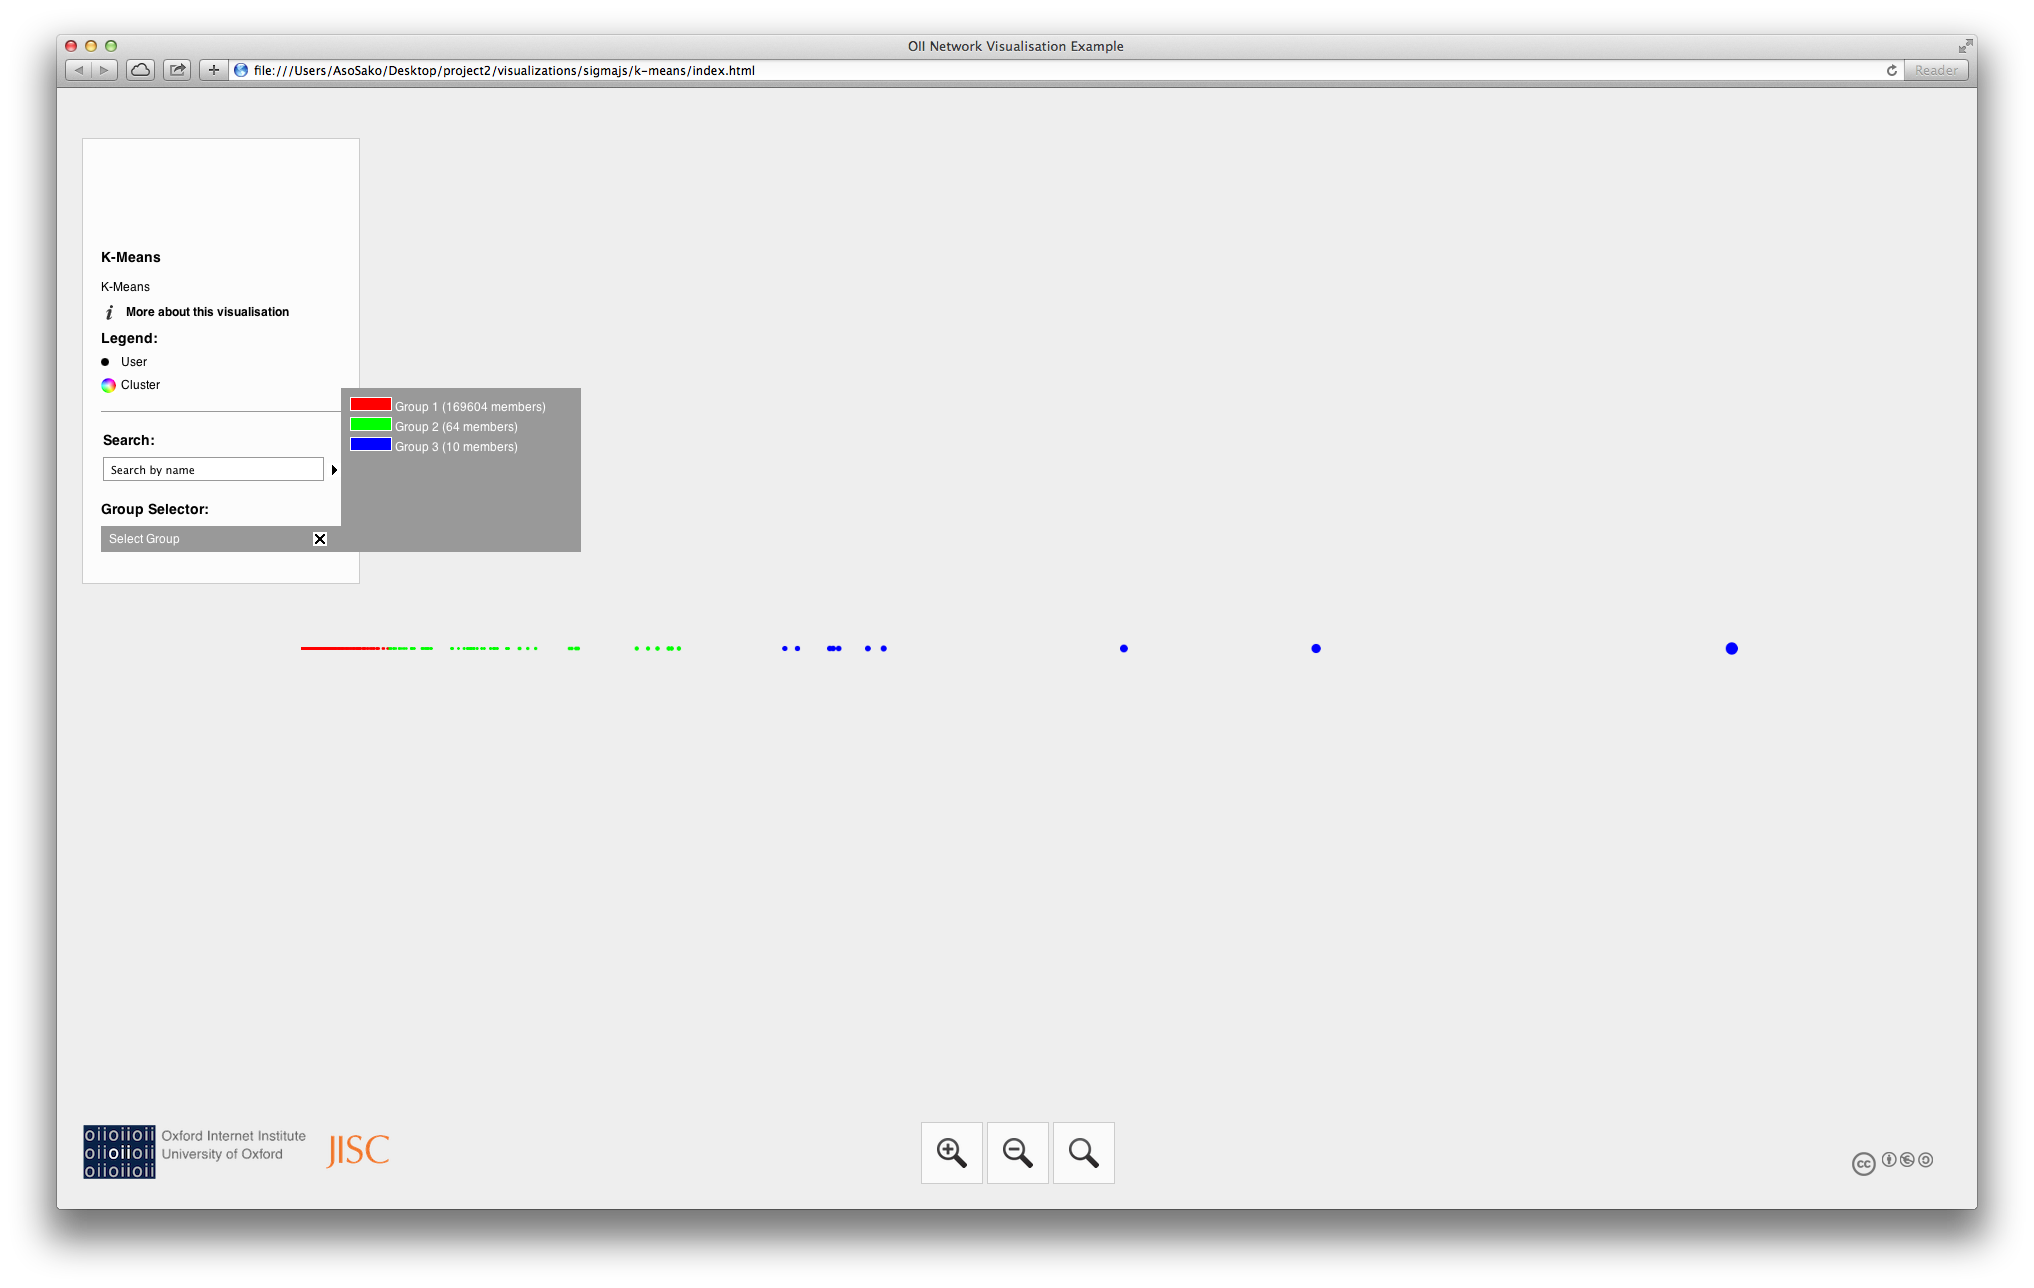 OII Network Visualisation Example
file:///Users/AsoSako/Desktop/project2/visualizations/sigmajs/k-means/index.html
Reader
K-Means
K-Means
i More about this visualisation
Legend:
User
Cluster
Group 1 (169604 members)
Group 2 (64 members)
Group 3 (10 members)
Search:
Search by name
Group Selector:
Select Group
oiioiioii
oiioiioii
oiioiioii
Oxford Internet Institute
University of Oxford
JISC
cc